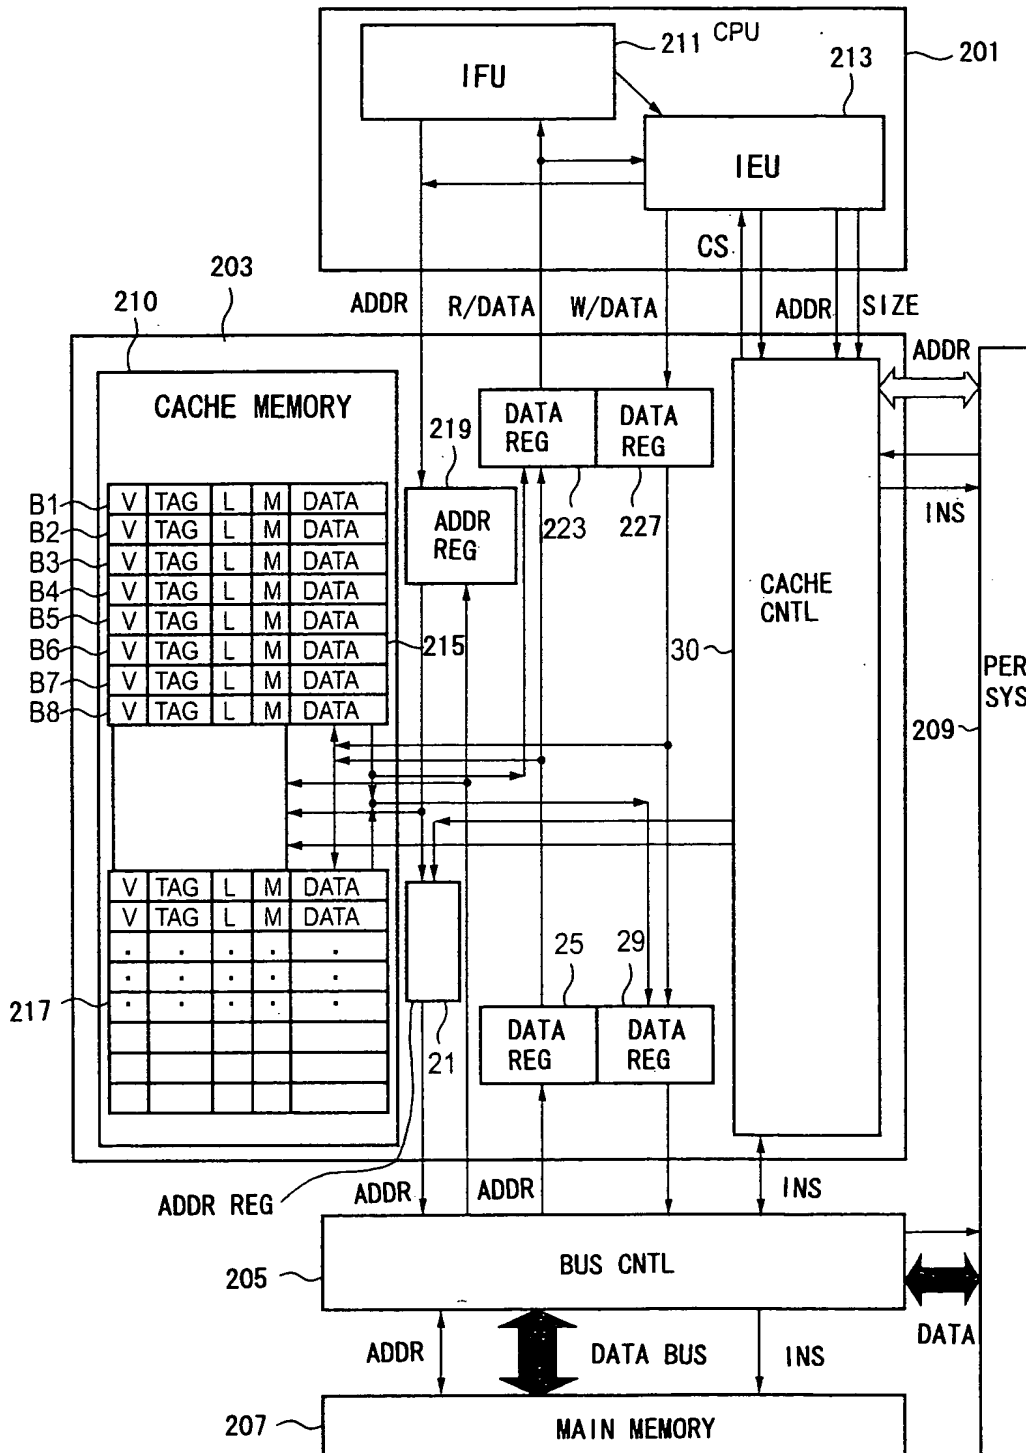 CPU
211
201
IFU
213
IEU
CS
203
210
ADDR
R/DATA
W/DATA
ADDR
SIZE
ADDR
CACHE MEMORY
DATA REG
DATA REG
219
223
227
INS
ADDR REG
B1 V TAG L M DATA
B2 V TAG L M DATA
B3 V TAG L M DATA
B4 V TAG L M DATA
B5 V TAG L M DATA
B6 V TAG L M DATA
B7 V TAG L M DATA
B8 V TAG L M DATA
215
CACHE CNTL
30
PER
SYS
209
V TAG L M DATA
V TAG L M DATA
. . . . .
. . . . .
. . . . .
217
21
25
29
DATA REG
DATA REG
ADDR REG
ADDR
ADDR
INS
205
BUS CNTL
DATA
ADDR
DATA BUS
INS
207
MAIN MEMORY